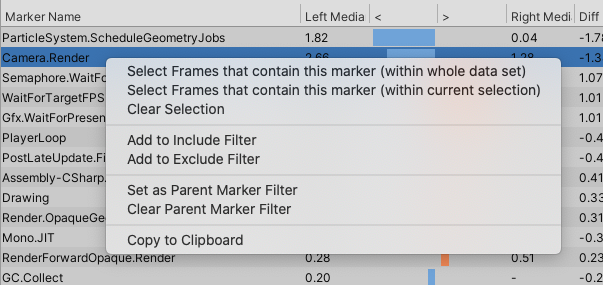 Marker Name Left Media < > Right Medi Diff
ParticleSystem.ScheduleGeometryJobs 1.82 0.04 -1.78
Camera.Render 2.66 1.28 -1.3
Select Frames that contain this marker (within whole data set)
Semaphore.WaitFo 1.07
Select Frames that contain this marker (within current selection)
WaitForTargetFPS 1.01
Clear Selection
Gfx.WaitForPresen 1.01
PlayerLoop -0.4
Add to Include Filter
PostLateUpdate.Fi -0.4
Add to Exclude Filter
Assembly-CSharp. 0.41
Set as Parent Marker Filter
Drawing 0.33
Clear Parent Marker Filter
Render.OpaqueGe 0.31
Mono.JIT -0.3
Copy to Clipboard
RenderForwardOpaque.Render 0.28 0.51 0.23
GC.Collect 0.20 - -0.2